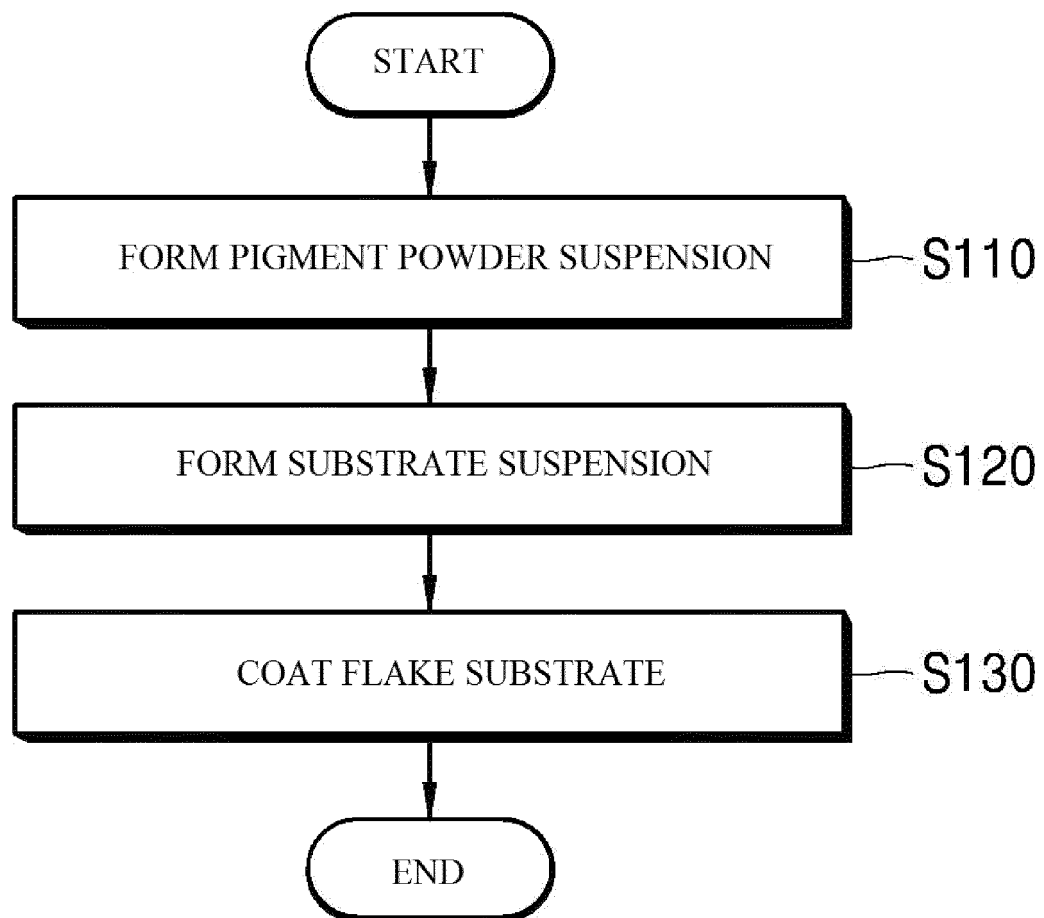 START
FORM PIGMENT POWDER SUSPENSION
S110
FORM SUBSTRATE SUSPENSION
S120
COAT FLAKE SUBSTRATE
S130
END